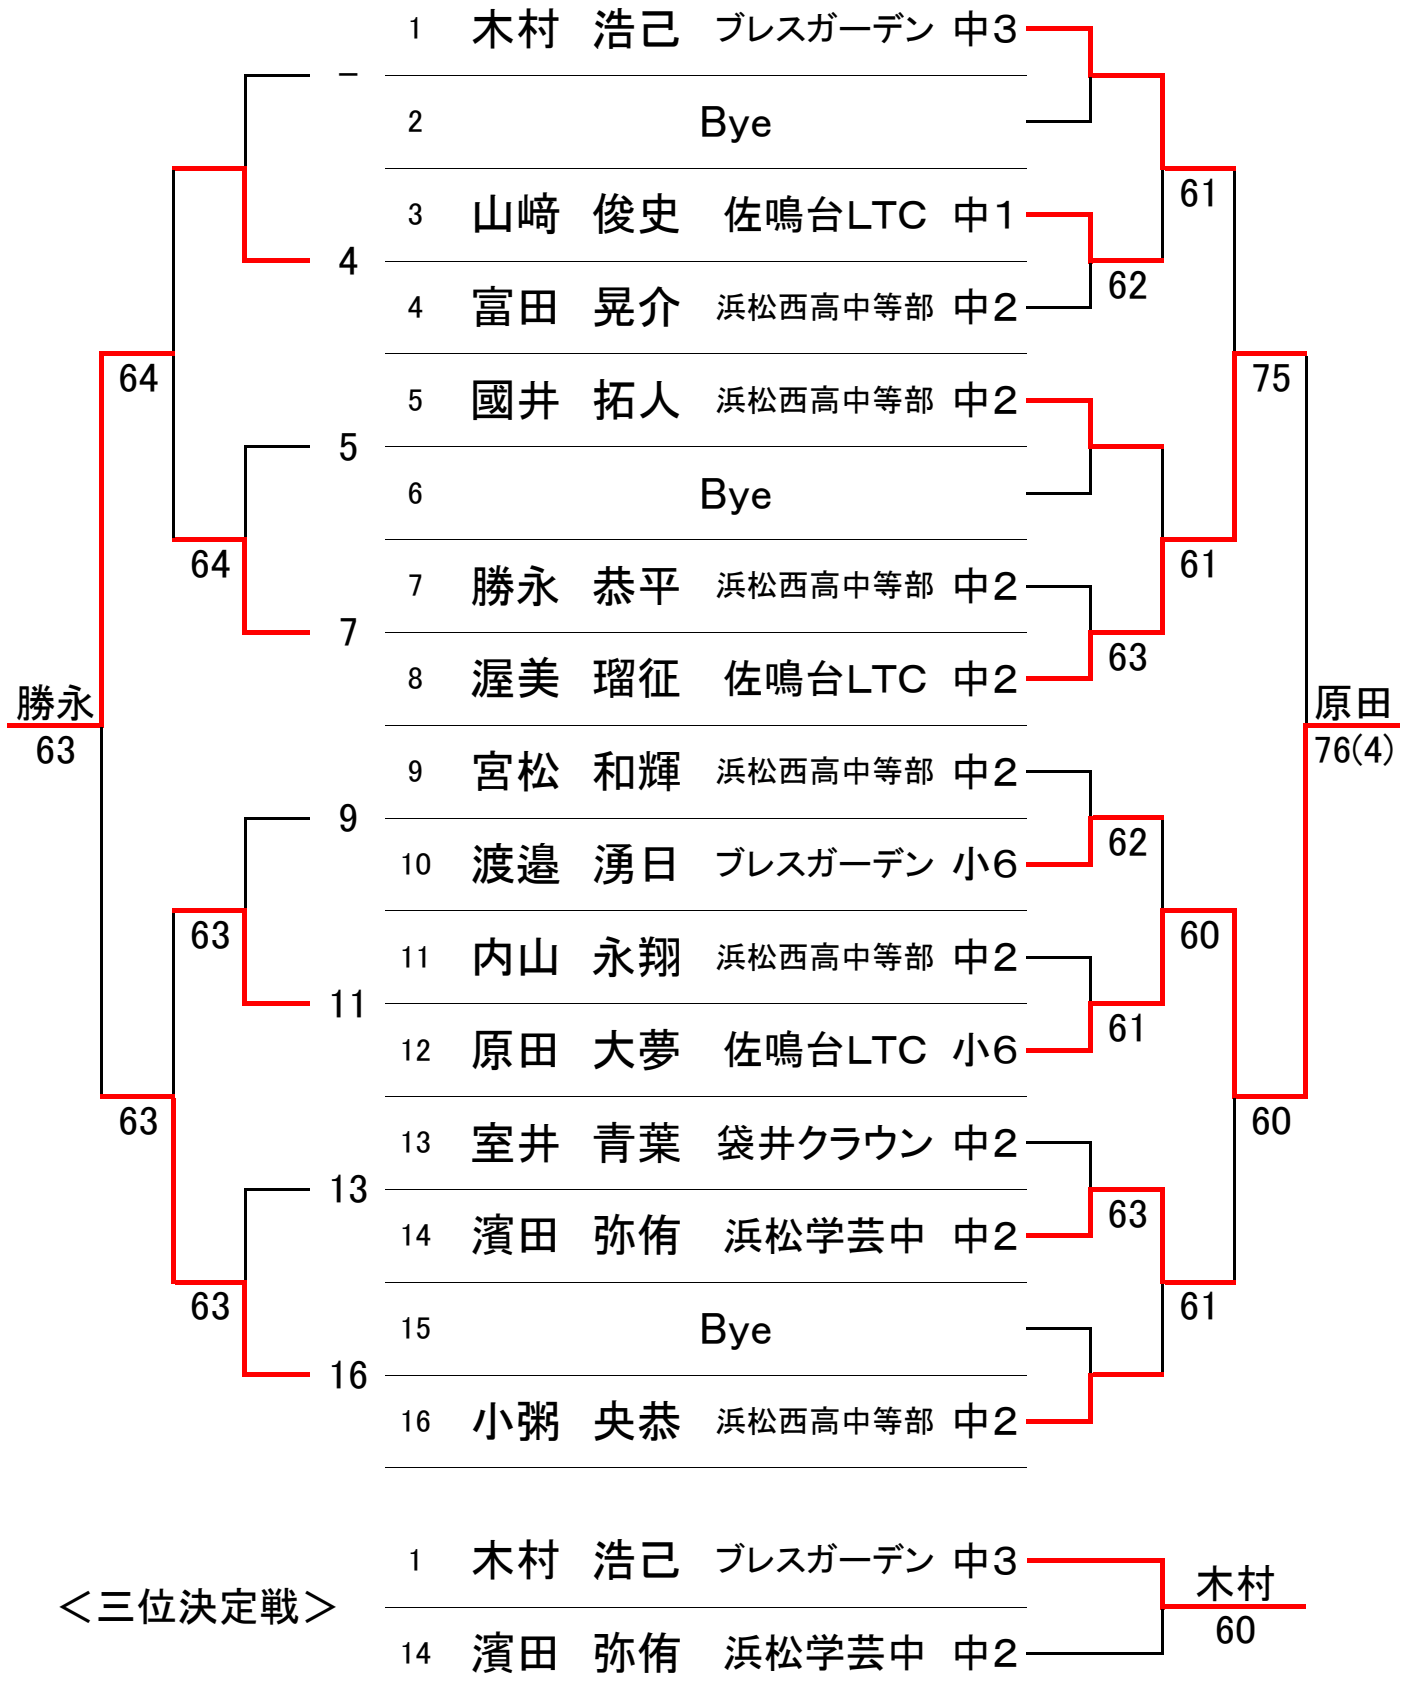 1 木村 浩己 ブレスガーデン 中3
-
2 Bye
61
3 山﨑 俊史 佐鳴台LTC 中1
4
62
4 富田 晃介 浜松西高中等部 中2
64
75
5 國井 拓人 浜松西高中等部 中2
5
6 Bye
64
61
7 勝永 恭平 浜松西高中等部 中2
7
63
8 渥美 瑠征 佐鳴台LTC 中2
勝永
原田
63
76(4)
9 宮松 和輝 浜松西高中等部 中2
9
62
10 渡邉 湧日 ブレスガーデン 小6
63
60
11 内山 永翔 浜松西高中等部 中2
11
61
12 原田 大夢 佐鳴台LTC 小6
63
60
13 室井 青葉 袋井クラウン 中2
13
63
14 濱田 弥侑 浜松学芸中 中2
63
61
15 Bye
16
16 小粥 央恭 浜松西高中等部 中2
1 木村 浩己 ブレスガーデン 中3
＜三位決定戦＞
木村
60
14 濱田 弥侑 浜松学芸中 中2